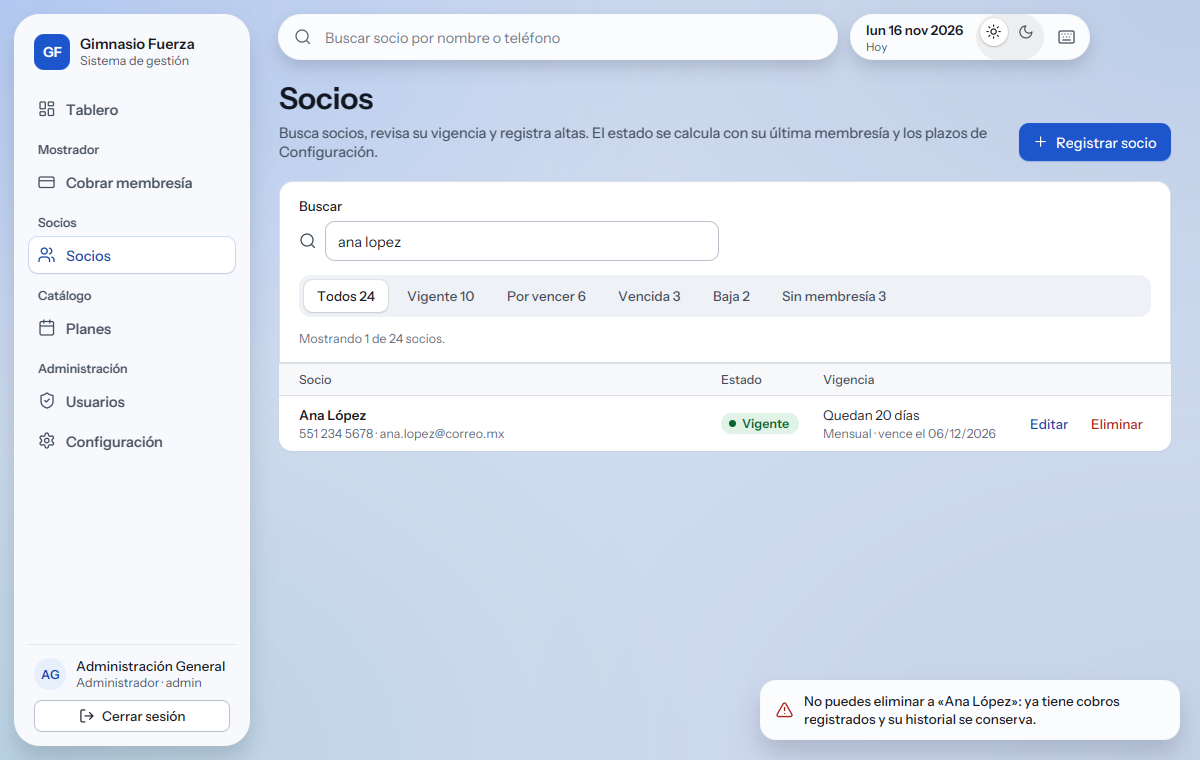 GF
Gimnasio Fuerza
Sistema de gestión
Tablero
Mostrador
Cobrar membresía
Socios
Socios
Catálogo
Planes
Administración
Usuarios
Configuración
AG
Administración General
Administrador · admin
Cerrar sesión
Buscar socio por nombre o teléfono
lun 16 nov 2026
Hoy
Socios
Busca socios, revisa su vigencia y registra altas. El estado se calcula con su última membresía y los plazos de
Configuración.
Registrar socio
Buscar
ana lopez
Todos 24 Vigente 10 Por vencer 6 Vencida 3 Baja 2 Sin membresía 3
Mostrando 1 de 24 socios.
Socio Estado Vigencia
Ana López
551 234 5678 · ana.lopez@correo.mx
Vigente
Quedan 20 días
Mensual · vence el 06/12/2026
Editar Eliminar
No puedes eliminar a «Ana López»: ya tiene cobros
registrados y su historial se conserva.